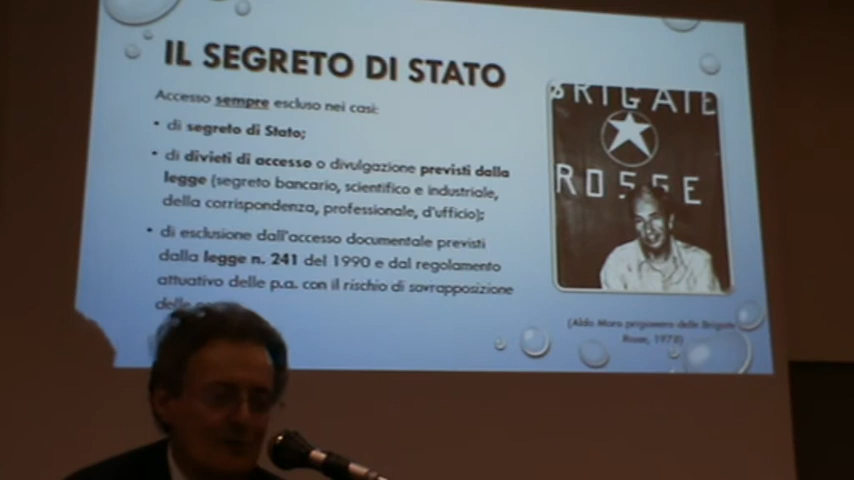 IL SEGRETO DI STATO
Accesso sempre escluso nei casi:
• di segreto di Stato;
• di divieti di accesso o divulgazione previsti dalla
legge (segreto bancario, scientifico e industriale,
della corrispondenza, professionale, d'ufficio);
• di esclusione dall'accesso documentale previsti
dalla legge n. 241 del 1990 e dal regolamento
attuativo delle p.a. con il rischio di sovrapposizione
delle
BRIGATE
ROSSE
(Aldo Moro prigioniero delle Brigate
Rosse, 1978)